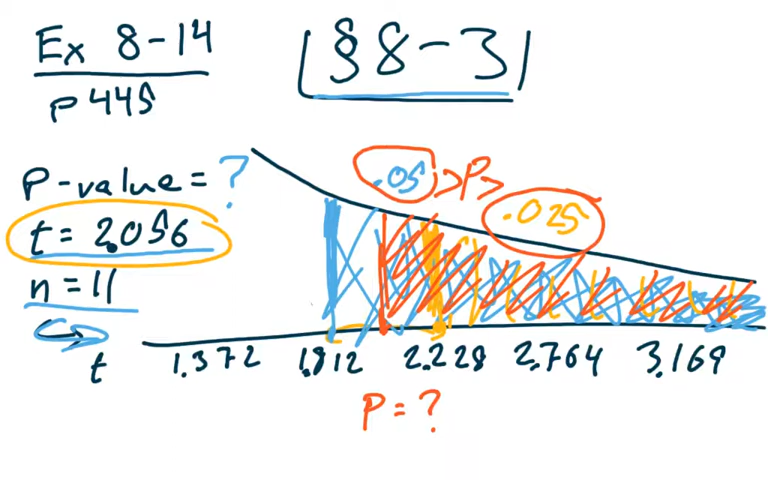 Ex 8-14
p445
§8-3
P-value = ?
.05 > P > .025
t = 2.056
n = 11
t 1.372 1.812 2.228 2.764 3.169
P = ?